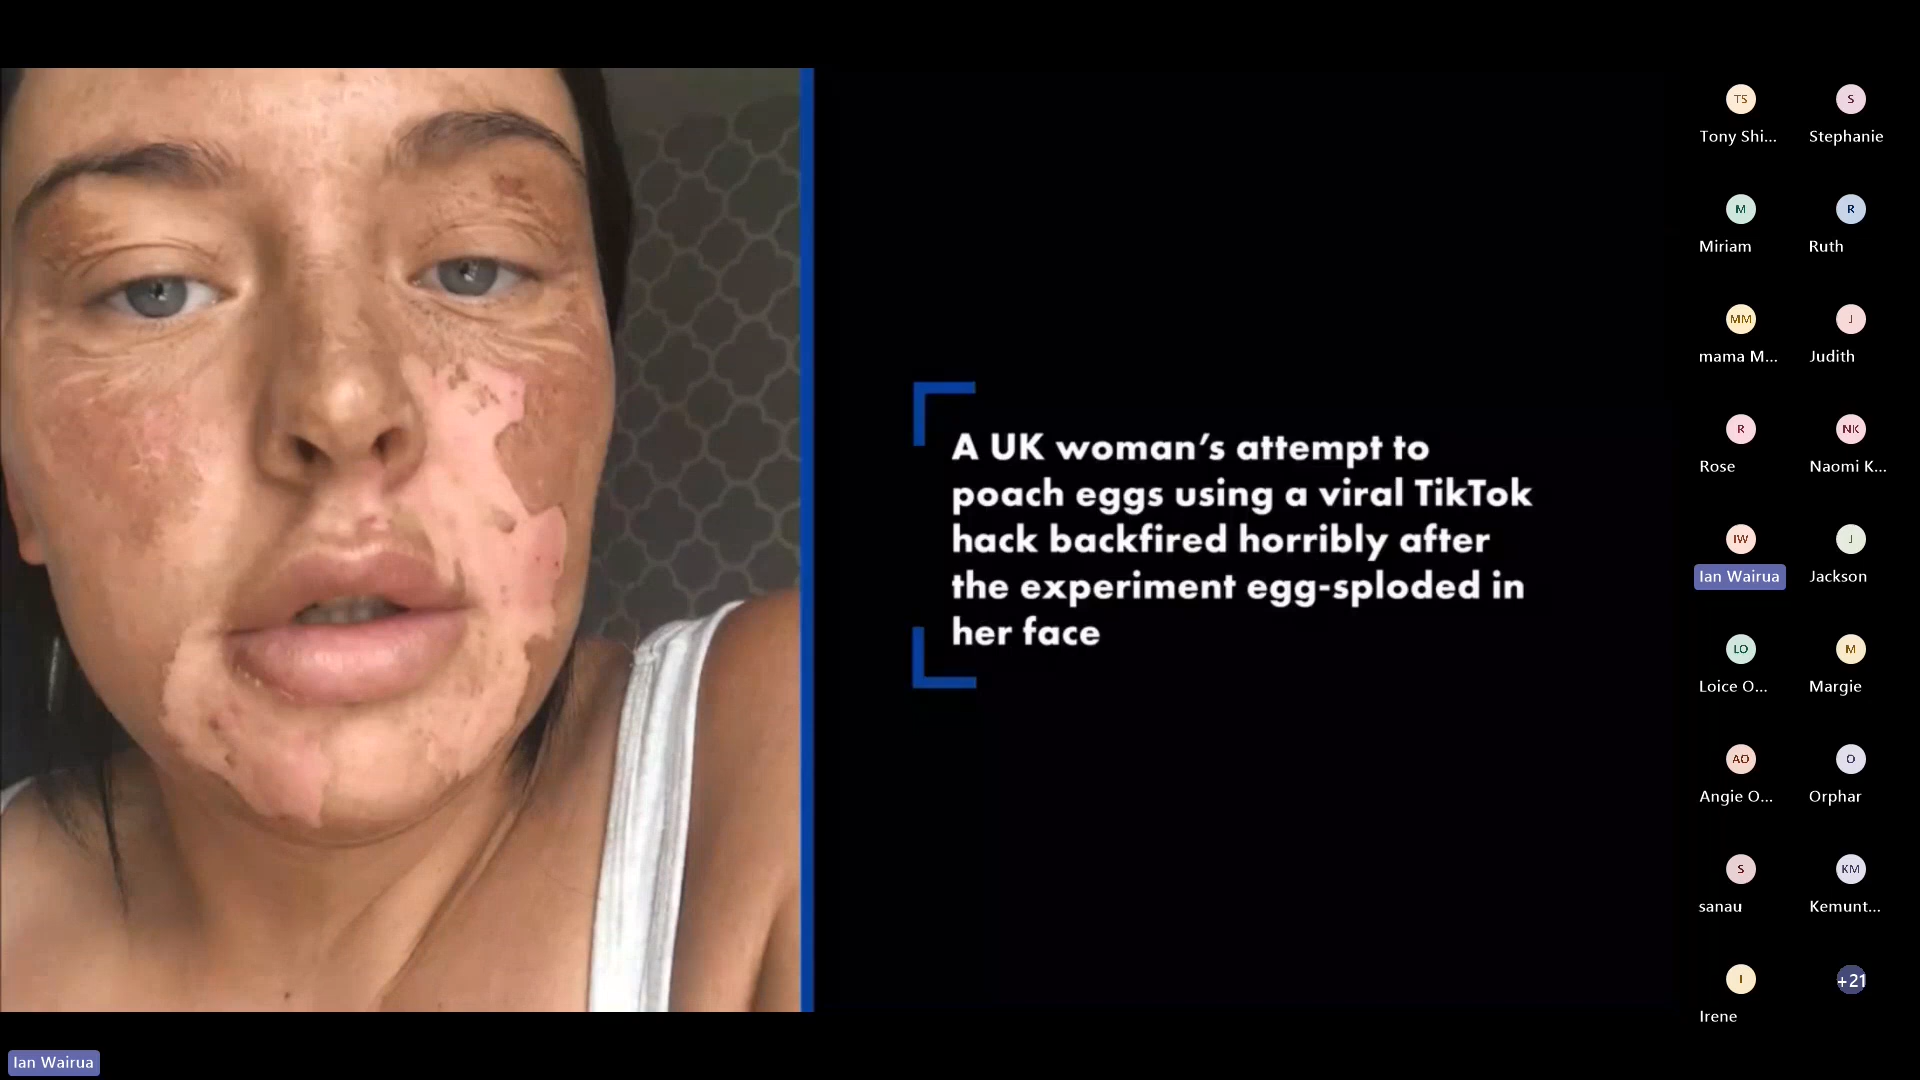 A UK woman's attempt to
poach eggs using a viral TikTok
hack backfired horribly after
the experiment egg-sploded in
her face
TS
S
Tony Shi...
Stephanie
M
R
Miriam
Ruth
MM
J
mama M...
Judith
R
NK
Rose
Naomi K...
IW
J
Ian Wairua
Jackson
LO
M
Loice O...
Margie
AO
O
Angie O...
Orphar
S
KM
sanau
Kemunt...
I
+21
Irene
Ian Wairua